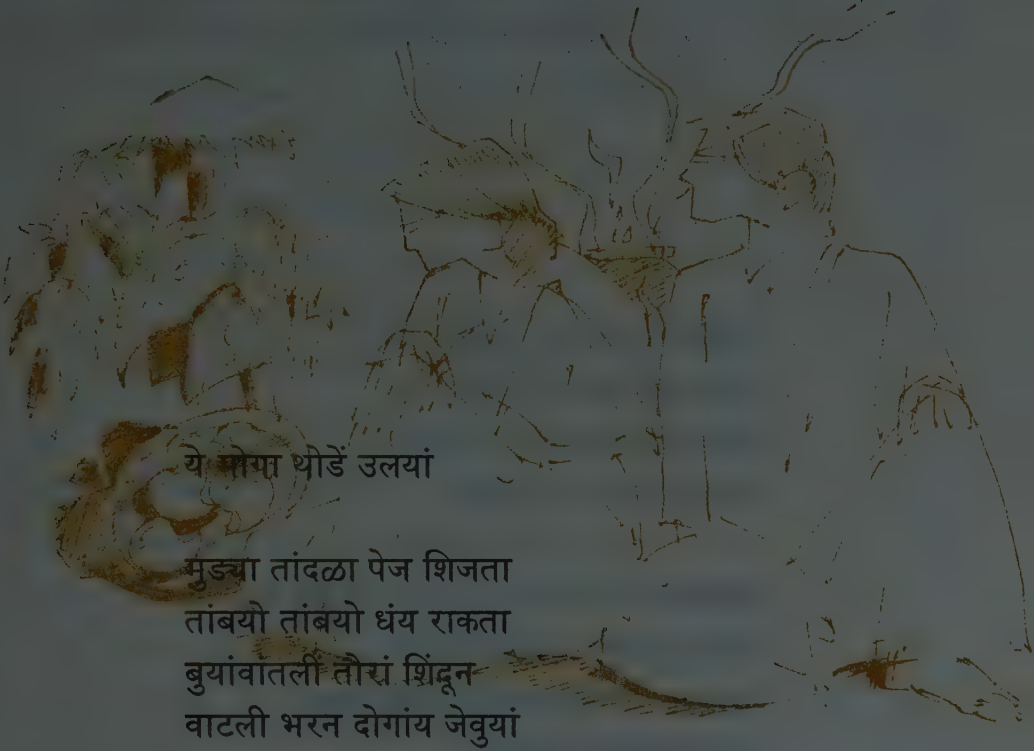 ये मोगा थोडें उलयां
मुड्या तांदळा पेज शिजता
तांबयो तांबयो धंय राकता
बुयांवांतलीं तौरां शिंदून
वाटली भरन दोगांय जेवुयां